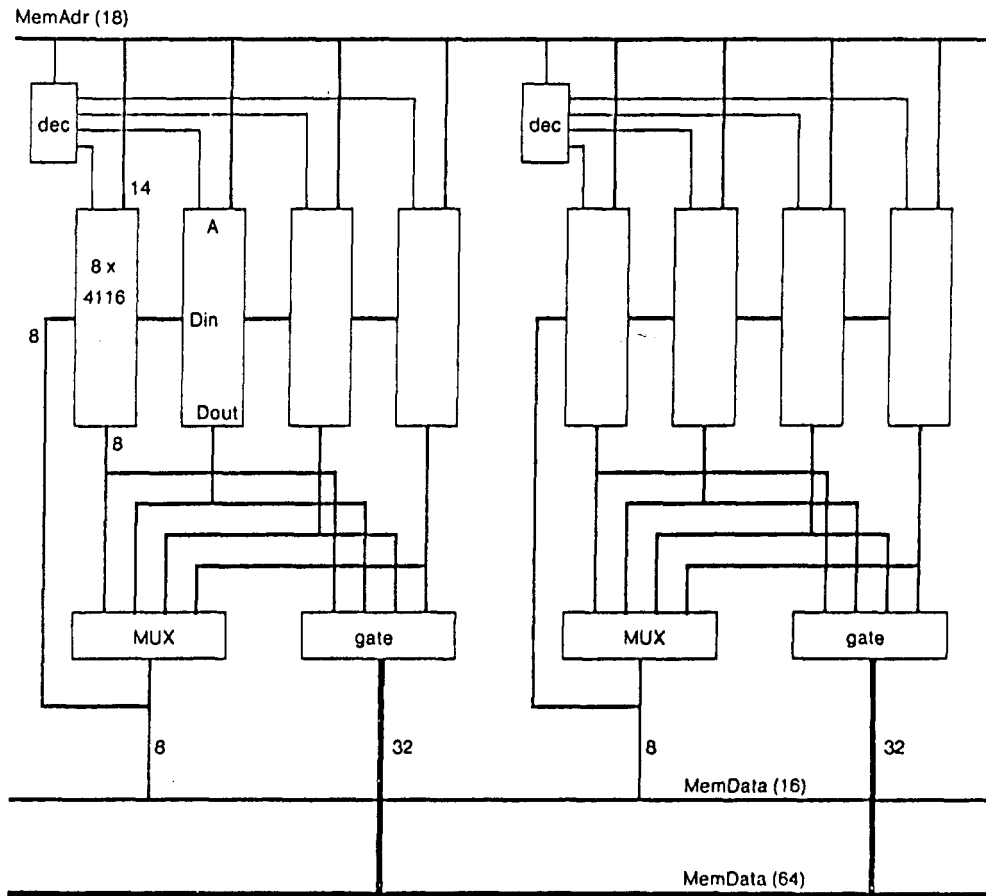 MemAdr (18)
dec
dec
14
A
8 x
4116
Din
8
Dout
8
MUX
gate
MUX
gate
8
32
8
32
MemData (16)
MemData (64)